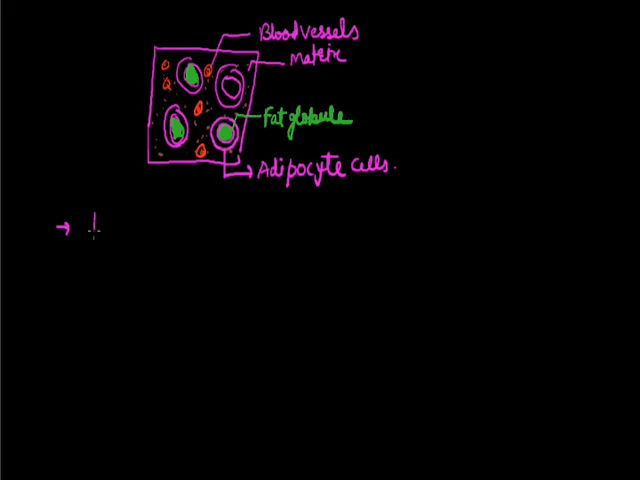 Blood vessels
Matrix
Fat globule
Adipocyte cells.
→